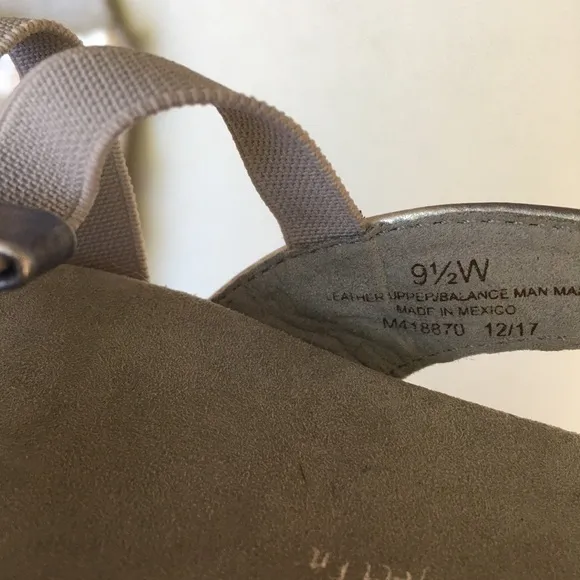 9½W
LEATHER UPPER/BALANCE MAN MA
MADE IN MEXICO
M418870 12/17